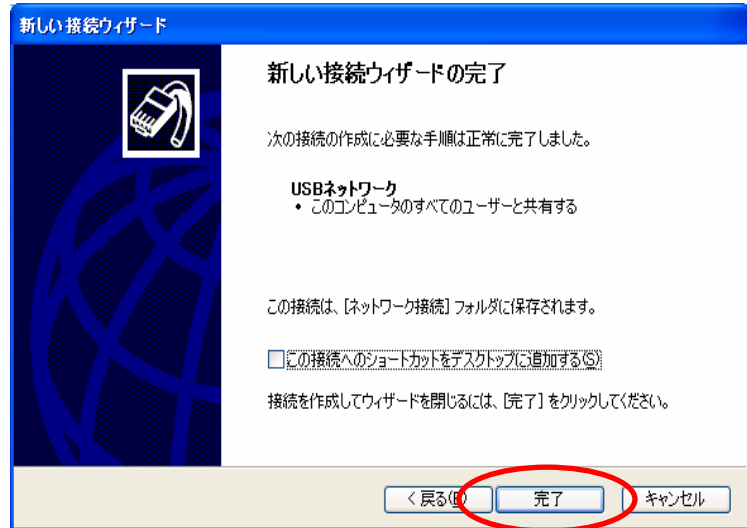 新しい接続ウィザード
新しい接続ウィザードの完了
次の接続の作成に必要な手順は正常に完了しました。
USBネットワーク
• このコンピュータのすべてのユーザーと共有する
この接続は、[ネットワーク接続] フォルダに保存されます。
この接続へのショートカットをデスクトップに追加する(S)
接続を作成してウィザードを閉じるには、[完了] をクリックしてください。
< 戻る(B) 完了 キャンセル